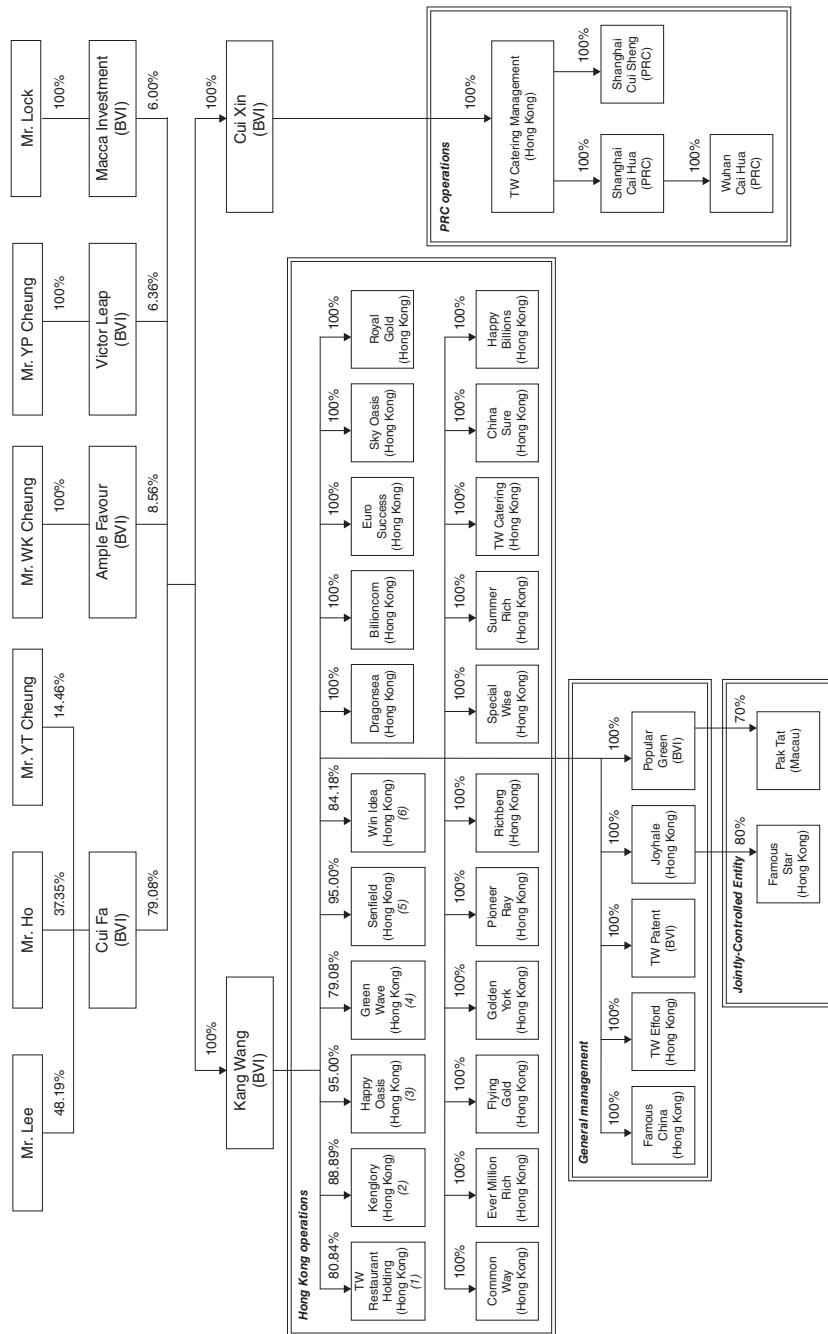 Mr. Lee
Mr. Ho
Mr. YT Cheung
Mr. WK Cheung
Mr. YP Cheung
Mr. Lock
48.19%
37.35%
14.46%
100%
100%
100%
Cui Fa
(BVI)
Ample Favour
(BVI)
Victor Leap
(BVI)
Macca Investment
(BVI)
79.08%
8.56%
6.36%
6.00%
100%
100%
Kang Wang
(BVI)
Cui Xin
(BVI)
Hong Kong operations
80.84%
88.89%
95.00%
79.08%
95.00%
84.18%
100%
100%
100%
100%
100%
TW
Restaurant
Holding
(Hong Kong)
(1)
Kenglory
(Hong Kong)
(2)
Happy
Oasis
(Hong Kong)
(3)
Green
Wave
(Hong Kong)
(4)
Senfield
(Hong Kong)
(5)
Win Idea
(Hong Kong)
(6)
Dragonsea
(Hong Kong)
Billioncom
(Hong Kong)
Euro
Success
(Hong Kong)
Sky Oasis
(Hong Kong)
Royal
Gold
(Hong Kong)
100%
100%
100%
100%
100%
100%
100%
100%
100%
100%
100%
Common
Way
(Hong Kong)
Ever Million
Rich
(Hong Kong)
Flying
Gold
(Hong Kong)
Golden
York
(Hong Kong)
Pioneer
Ray
(Hong Kong)
Richberg
(Hong Kong)
Special
Wise
(Hong Kong)
Summer
Rich
(Hong Kong)
TW Catering
(Hong Kong)
China
Sure
(Hong Kong)
Happy
Billions
(Hong Kong)
PRC operations
100%
TW Catering Management
(Hong Kong)
100%
100%
Shanghai
Cai Hua
(PRC)
Shanghai
Cui Sheng
(PRC)
100%
Wuhan
Cai Hua
(PRC)
General management
100%
100%
100%
100%
100%
Famous
China
(Hong Kong)
TW Efford
(Hong Kong)
TW Patent
(BVI)
Joyhale
(Hong Kong)
Popular
Green
(BVI)
Jointly-Controlled Entity
80%
70%
Famous
Star
(Hong Kong)
Pak Tat
(Macau)